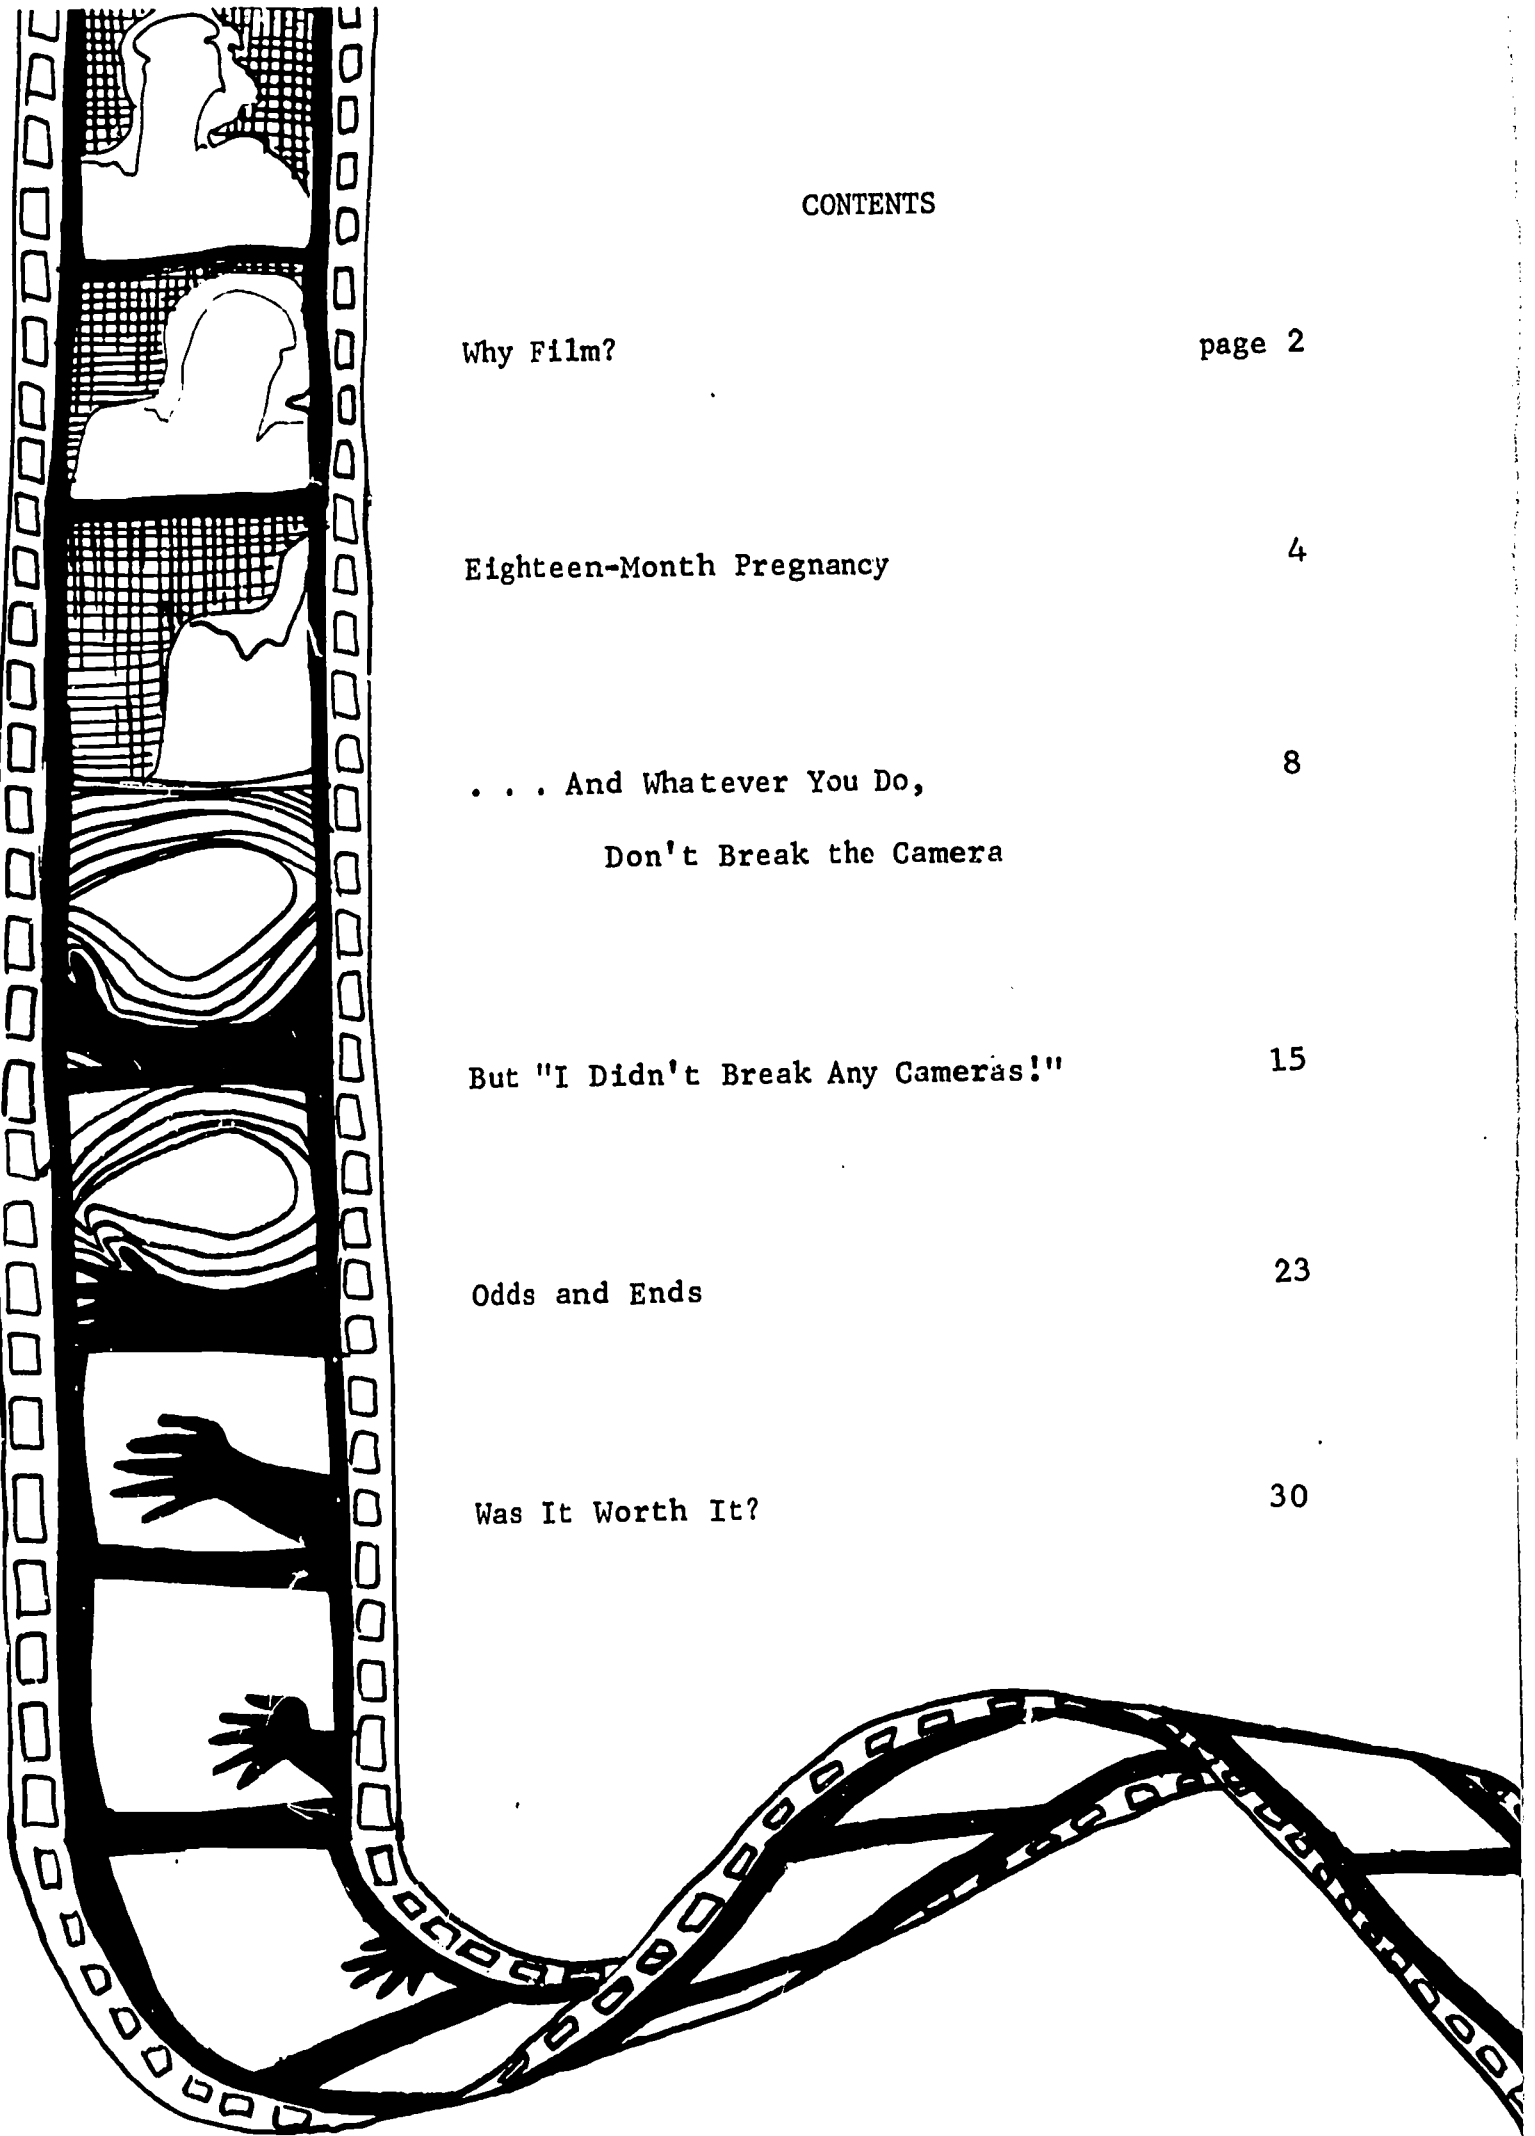 CONTENTS
Why Film? page 2
Eighteen-Month Pregnancy 4
. . . And Whatever You Do, 8
Don't Break the Camera
But "I Didn't Break Any Cameras!" 15
Odds and Ends 23
Was It Worth It? 30